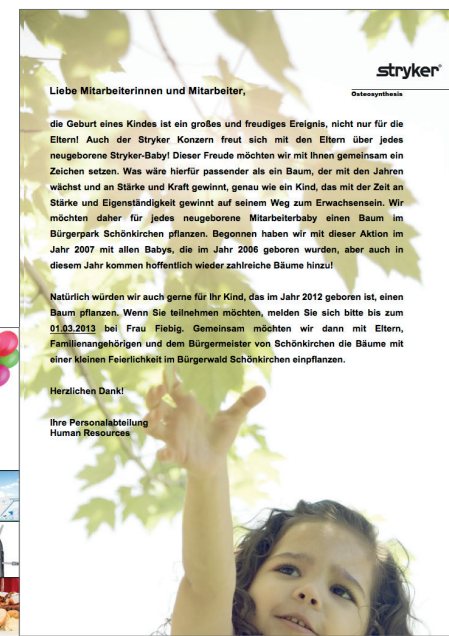 stryker®
Osteosynthesis
Liebe Mitarbeiterinnen und Mitarbeiter,
die Geburt eines Kindes ist ein großes und freudiges Ereignis, nicht nur für die
Eltern! Auch der Stryker Konzern freut sich mit den Eltern über jedes
neugeborene Stryker-Baby! Dieser Freude möchten wir mit Ihnen gemeinsam ein
Zeichen setzen. Was wäre hierfür passender als ein Baum, der mit den Jahren
wächst und an Stärke und Kraft gewinnt, genau wie ein Kind, das mit der Zeit an
Stärke und Eigenständigkeit gewinnt auf seinem Weg zum Erwachsensein. Wir
möchten daher für jedes neugeborene Mitarbeiterbaby einen Baum im
Bürgerpark Schönkirchen pflanzen. Begonnen haben wir mit dieser Aktion im
Jahr 2007 mit allen Babys, die im Jahr 2006 geboren wurden, aber auch in
diesem Jahr kommen hoffentlich wieder zahlreiche Bäume hinzu!
Natürlich würden wir auch gerne für Ihr Kind, das im Jahr 2012 geboren ist, einen
Baum pflanzen. Wenn Sie teilnehmen möchten, melden Sie sich bitte bis zum
01.03.2013 bei Frau Fiebig. Gemeinsam möchten wir dann mit Eltern,
Familienangehörigen und dem Bürgermeister von Schönkirchen die Bäume mit
einer kleinen Feierlichkeit im Bürgerwald Schönkirchen einpflanzen.
Herzlichen Dank!
Ihre Personalabteilung
Human Resources